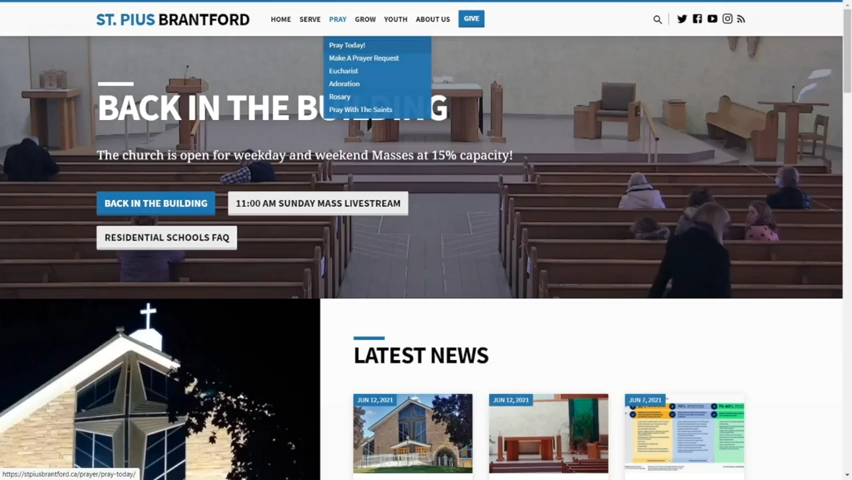 ST. PIUS BRANTFORD
HOME SERVE PRAY GROW YOUTH ABOUT US GIVE
Pray Today!
Make A Prayer Request
Eucharist
Adoration
Rosary
Pray With The Saints
BACK IN THE BUILDING
The church is open for weekday and weekend Masses at 15% capacity!
BACK IN THE BUILDING
11:00 AM SUNDAY MASS LIVESTREAM
RESIDENTIAL SCHOOLS FAQ
LATEST NEWS
JUN 12, 2021
JUN 12, 2021
JUN 7, 2021
https://stpiusbrantford.ca/prayer/pray-today/